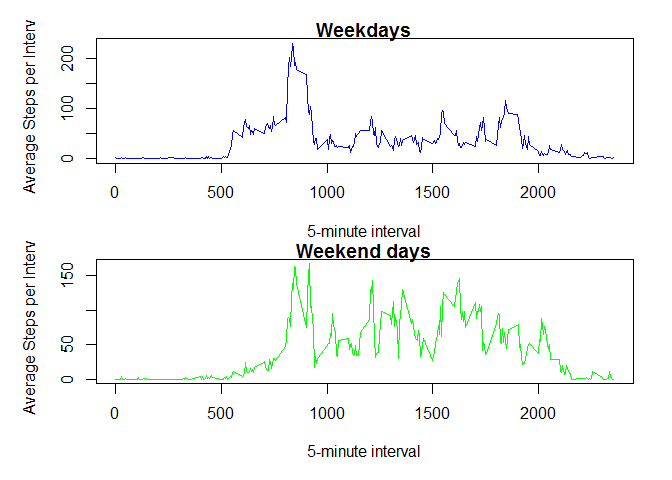 Weekdays
Average Steps per Interv
200
100
0
0 500 1000 1500 2000
5-minute interval
Weekend days
Average Steps per Interv
150
50
0
0 500 1000 1500 2000
5-minute interval